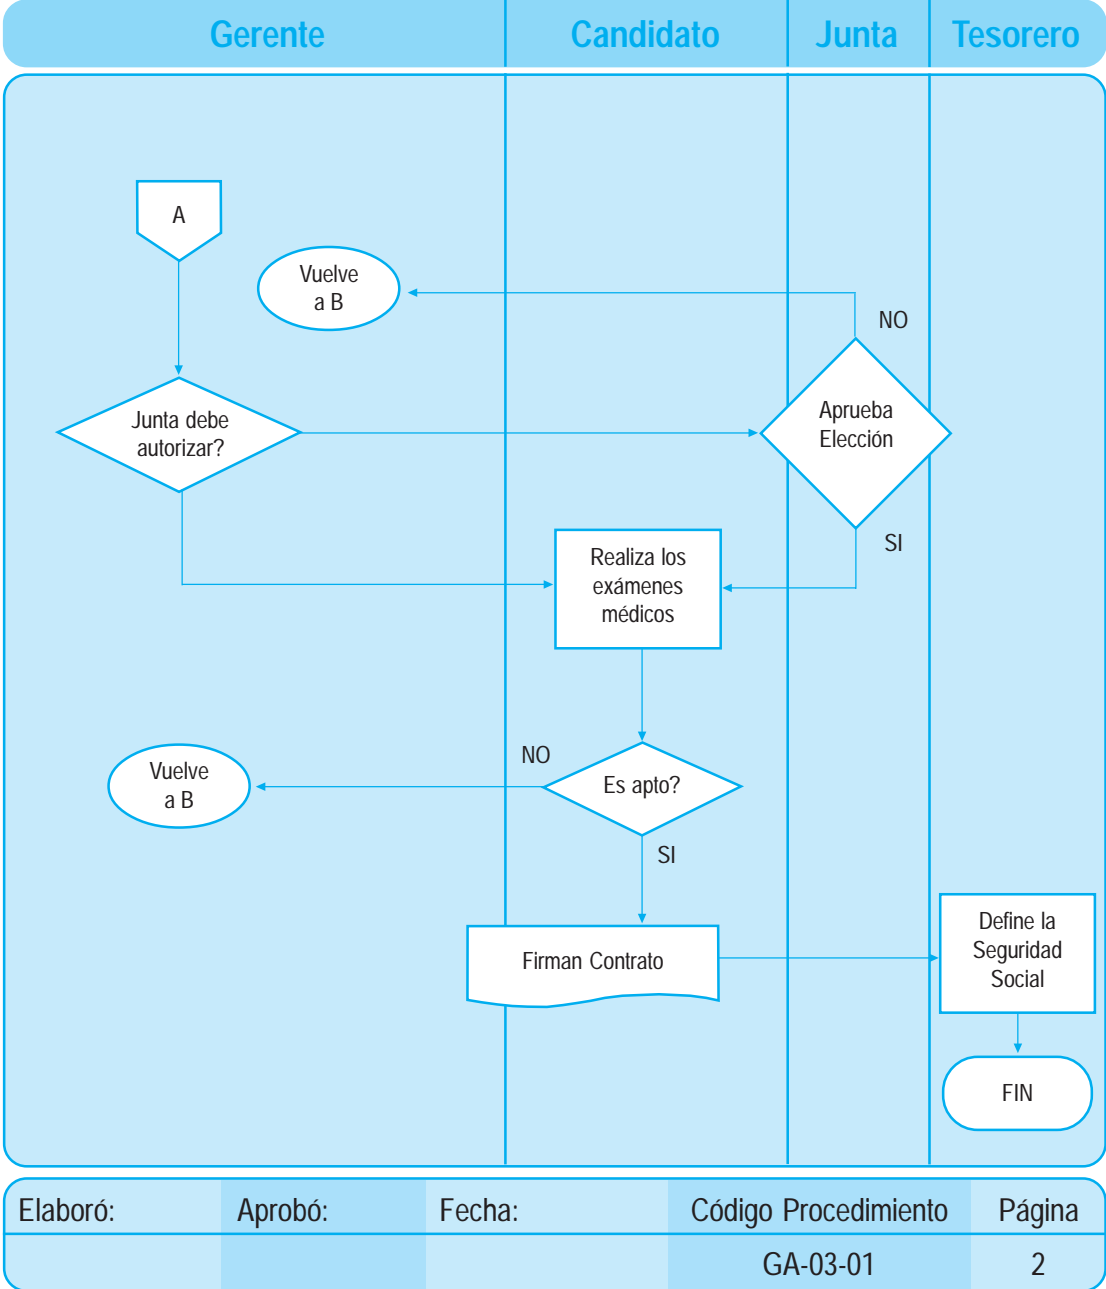 Gerente Candidato Junta Tesorero
A
Vuelve
a B
NO
Junta debe
autorizar?
Aprueba
Elección
SI
Realiza los
exámenes
médicos
NO
Vuelve
a B
Es apto?
SI
Firman Contrato
Define la
Seguridad
Social
FIN
Elaboró: Aprobó: Fecha: Código Procedimiento Página
GA-03-01 2